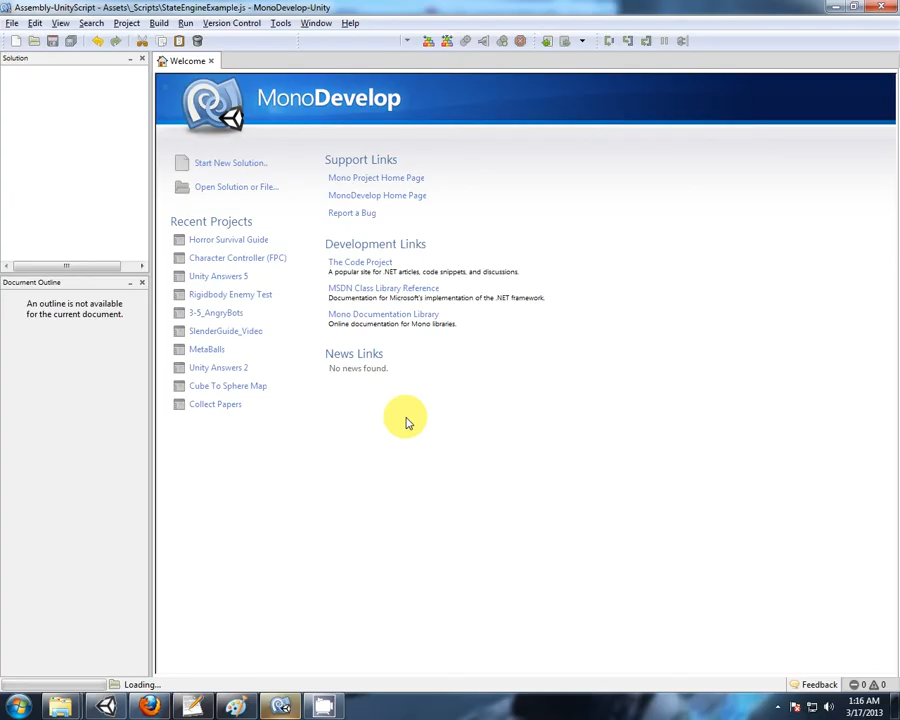 Assembly-UnityScript - Assets\_Scripts\StateEngineExample.js - MonoDevelop-Unity
File Edit View Search Project Build Run Version Control Tools Window Help
Solution
Welcome
MonoDevelop
Start New Solution..
Open Solution or File...
Recent Projects
Horror Survival Guide
Character Controller (FPC)
Unity Answers 5
Rigidbody Enemy Test
3-5_AngryBots
SlenderGuide_Video
MetaBalls
Unity Answers 2
Cube To Sphere Map
Collect Papers
Support Links
Mono Project Home Page
MonoDevelop Home Page
Report a Bug
Development Links
The Code Project
A popular site for .NET articles, code snippets, and discussions.
MSDN Class Library Reference
Documentation for Microsoft's implementation of the .NET framework.
Mono Documentation Library
Online documentation for Mono libraries.
News Links
No news found.
Document Outline
An outline is not available
for the current document.
Loading...
Feedback
0 0
1:16 AM
3/17/2013